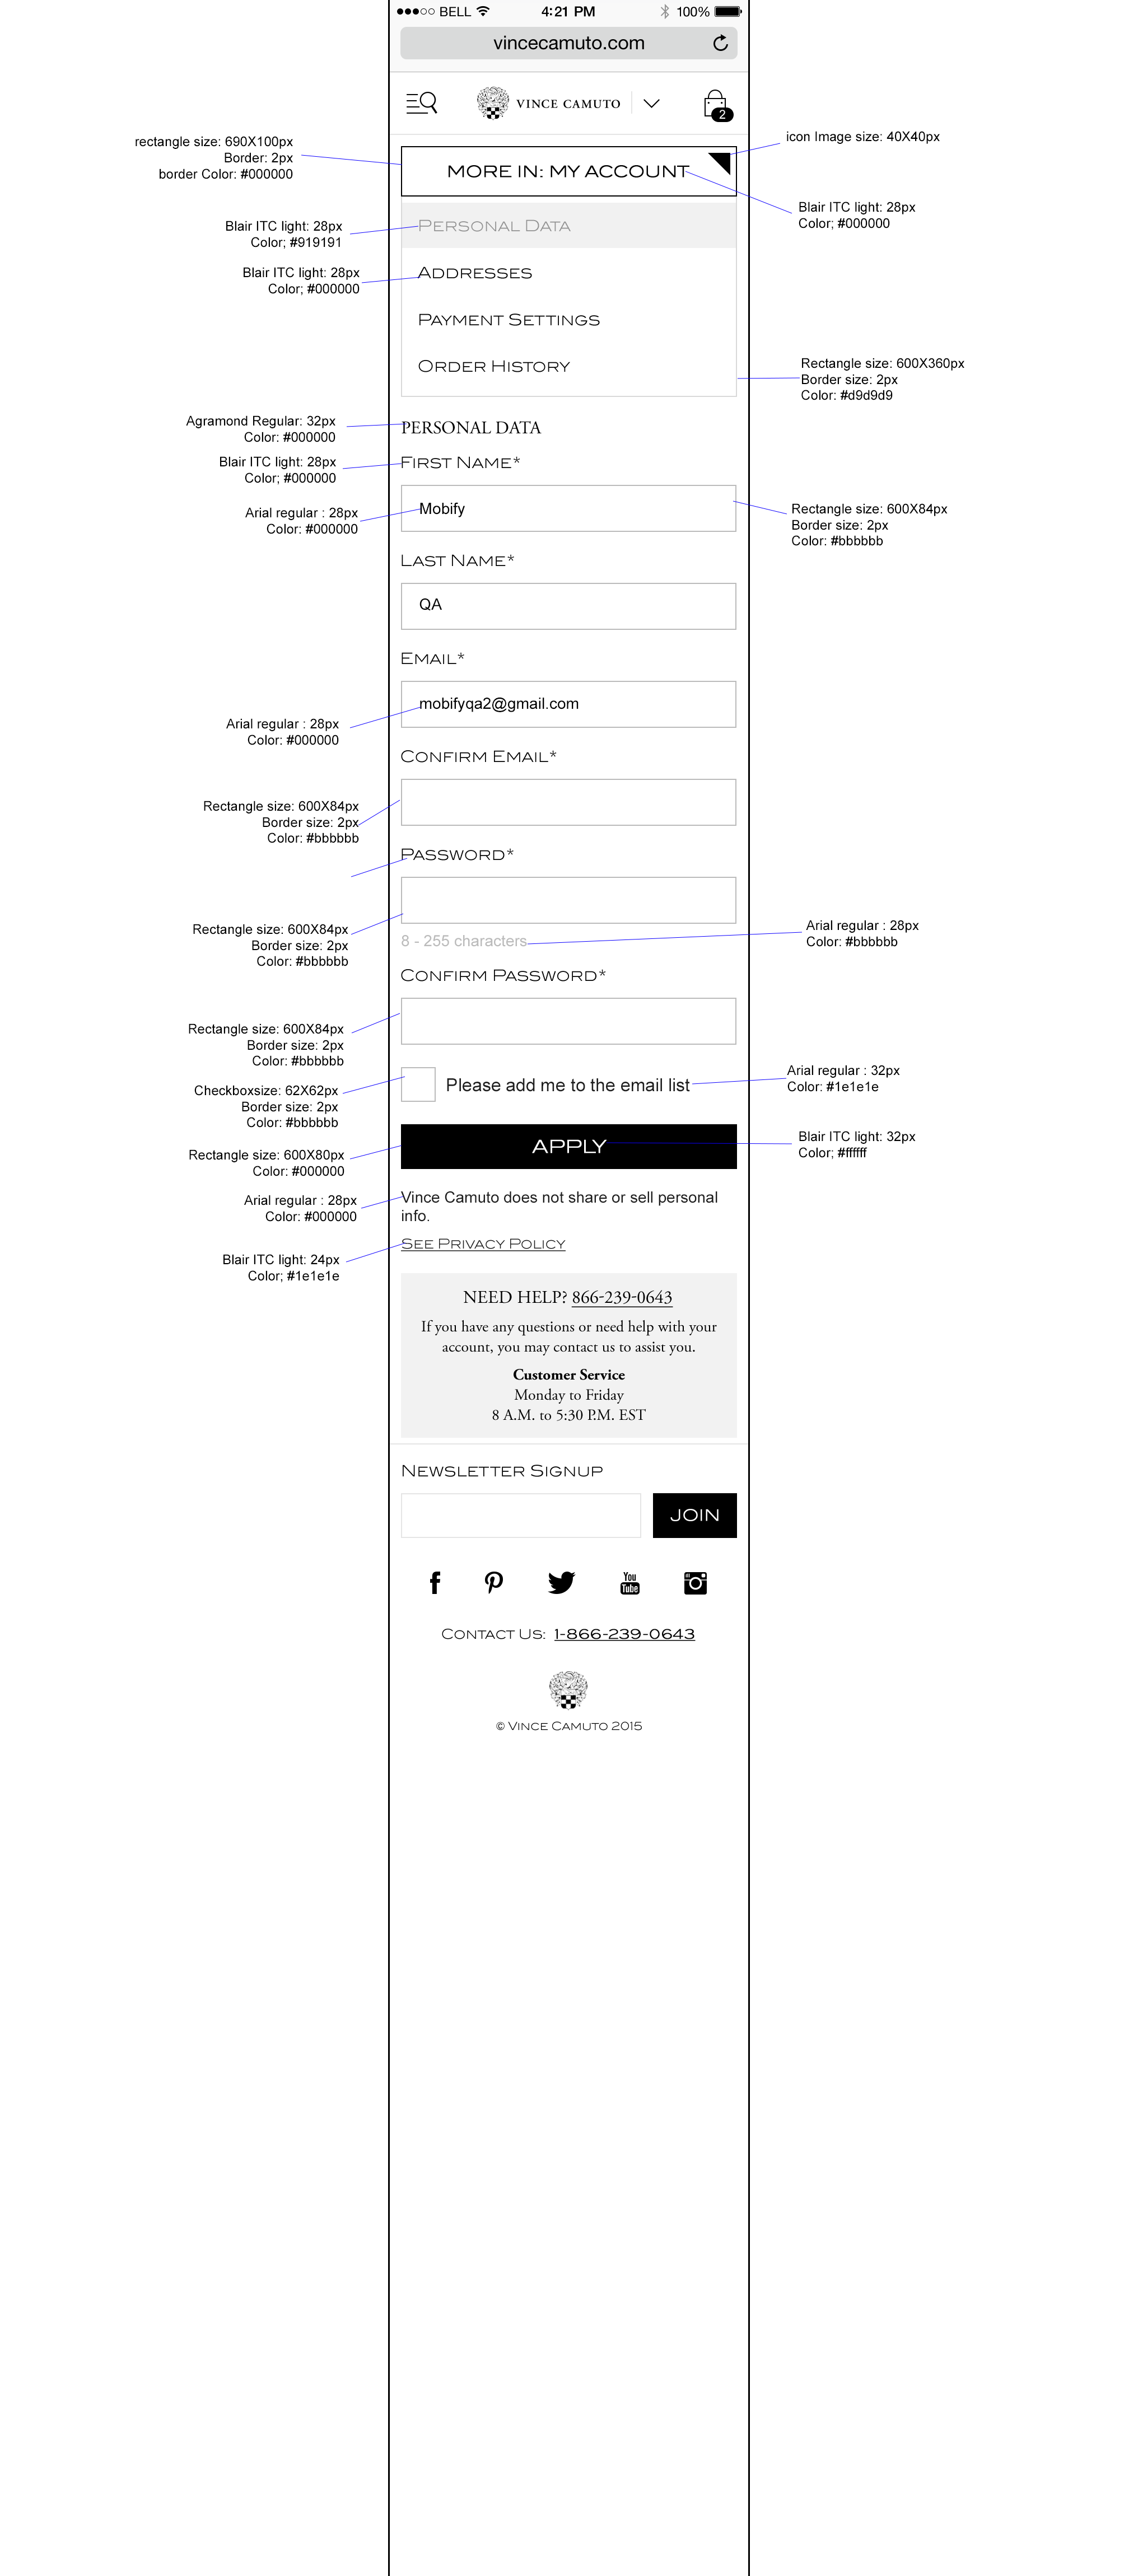 BELL 4:21 PM 100%
vincecamuto.com
VINCE CAMUTO
2
rectangle size: 690X100px
Border: 2px
border Color: #000000
icon Image size: 40X40px
MORE IN: MY ACCOUNT
Blair ITC light: 28px
Color; #000000
Blair ITC light: 28px
Color; #919191
PERSONAL DATA
Blair ITC light: 28px
Color; #000000
ADDRESSES
PAYMENT SETTINGS
ORDER HISTORY
Rectangle size: 600X360px
Border size: 2px
Color: #d9d9d9
Agramond Regular: 32px
Color: #000000
PERSONAL DATA
Blair ITC light: 28px
Color; #000000
FIRST NAME*
Arial regular : 28px
Color: #000000
Mobify
Rectangle size: 600X84px
Border size: 2px
Color: #bbbbbb
LAST NAME*
QA
EMAIL*
mobifyqa2@gmail.com
Arial regular : 28px
Color: #000000
CONFIRM EMAIL*
Rectangle size: 600X84px
Border size: 2px
Color: #bbbbbb
PASSWORD*
Rectangle size: 600X84px
Border size: 2px
Color: #bbbbbb
8 - 255 characters
Arial regular : 28px
Color: #bbbbbb
CONFIRM PASSWORD*
Rectangle size: 600X84px
Border size: 2px
Color: #bbbbbb
Checkboxsize: 62X62px
Border size: 2px
Color: #bbbbbb
Please add me to the email list
Arial regular : 32px
Color: #1e1e1e
Rectangle size: 600X80px
Color: #000000
APPLY
Blair ITC light: 32px
Color; #ffffff
Arial regular : 28px
Color: #000000
Vince Camuto does not share or sell personal
info.
SEE PRIVACY POLICY
Blair ITC light: 24px
Color; #1e1e1e
NEED HELP? 866-239-0643
If you have any questions or need help with your
account, you may contact us to assist you.
Customer Service
Monday to Friday
8 A.M. to 5:30 P.M. EST
NEWSLETTER SIGNUP
JOIN
You
Tube
CONTACT US: 1-866-239-0643
© VINCE CAMUTO 2015